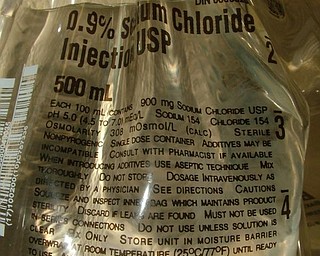 DIN
0.9% Sodium Chloride
Injection USP
2
500 mL
EACH 100 mL CONTAINS 900 mg SODIUM CHLORIDE USP
pH 5.0 (4.5 TO 7.0) mEq/L SODIUM 154 CHLORIDE 154
OSMOLARITY 308 mOsmol/L (CALC) STERILE
3
NONPYROGENIC SINGLE DOSE CONTAINER ADDITIVES MAY BE
INCOMPATIBLE CONSULT WITH PHARMACIST IF AVAILABLE
WHEN INTRODUCING ADDITIVES USE ASEPTIC TECHNIQUE MIX
THOROUGHLY DO NOT STORE DOSAGE INTRAVENOUSLY AS
DIRECTED BY A PHYSICIAN SEE DIRECTIONS CAUTIONS
SQUEEZE AND INSPECT INNER BAG WHICH MAINTAINS PRODUCT
STERILITY DISCARD IF LEAKS ARE FOUND MUST NOT BE USED
4
IN SERIES CONNECTIONS DO NOT USE UNLESS SOLUTION IS
CLEAR ONLY STORE UNIT IN MOISTURE BARRIER
OVERWRAP AT ROOM TEMPERATURE (25°C/77°F) UNTIL READY
TO USE